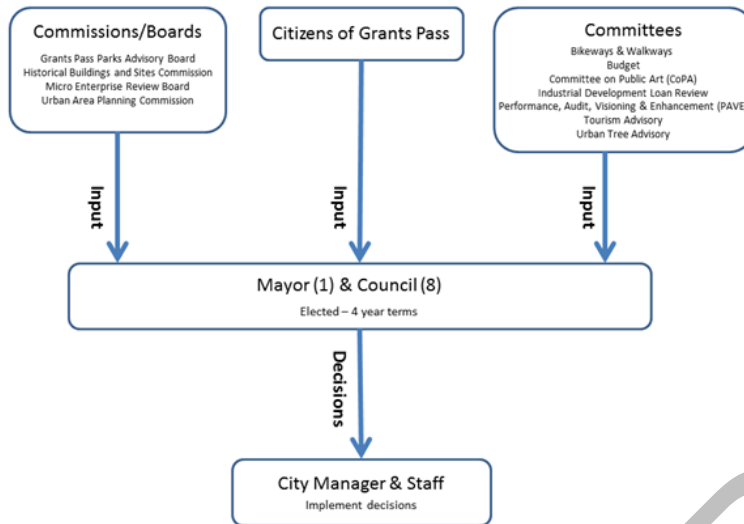 Commissions/Boards
Grants Pass Parks Advisory Board
Historical Buildings and Sites Commission
Micro Enterprise Review Board
Urban Area Planning Commission
Citizens of Grants Pass
Committees
Bikeways & Walkways
Budget
Committee on Public Art (CoPA)
Industrial Development Loan Review
Performance, Audit, Visioning & Enhancement (PAVE
Tourism Advisory
Urban Tree Advisory
Input
Input
Input
Mayor (1) & Council (8)
Elected – 4 year terms
Decisions
City Manager & Staff
Implement decisions